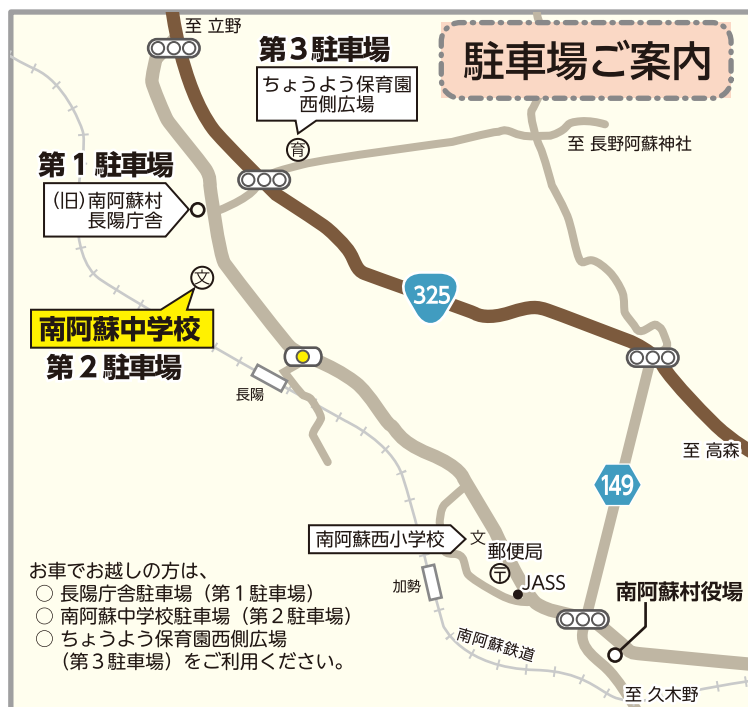 駐車場ご案内
至 立野
第3駐車場
ちょうよう保育園
西側広場
育
至 長野阿蘇神社
第1駐車場
(旧)南阿蘇村
長陽庁舎
文
南阿蘇中学校
第2駐車場
325
長陽
至 高森
149
南阿蘇西小学校
文
郵便局
〒
JASS
加勢
南阿蘇村役場
南阿蘇鉄道
至 久木野
お車でお越しの方は、
○ 長陽庁舎駐車場(第1駐車場)
○ 南阿蘇中学校駐車場(第2駐車場)
○ ちょうよう保育園西側広場
(第3駐車場)をご利用ください。